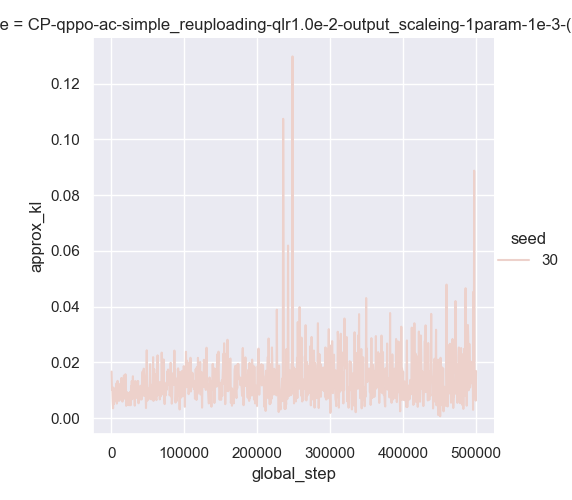 e = CP-qppo-ac-simple_reuploading-qlr1.0e-2-output_scaleing-1param-1e-3-(
0.12
0.10
0.08
0.06
0.04
0.02
0.00
approx_kl
0 100000 200000 300000 400000 500000
global_step
seed
30